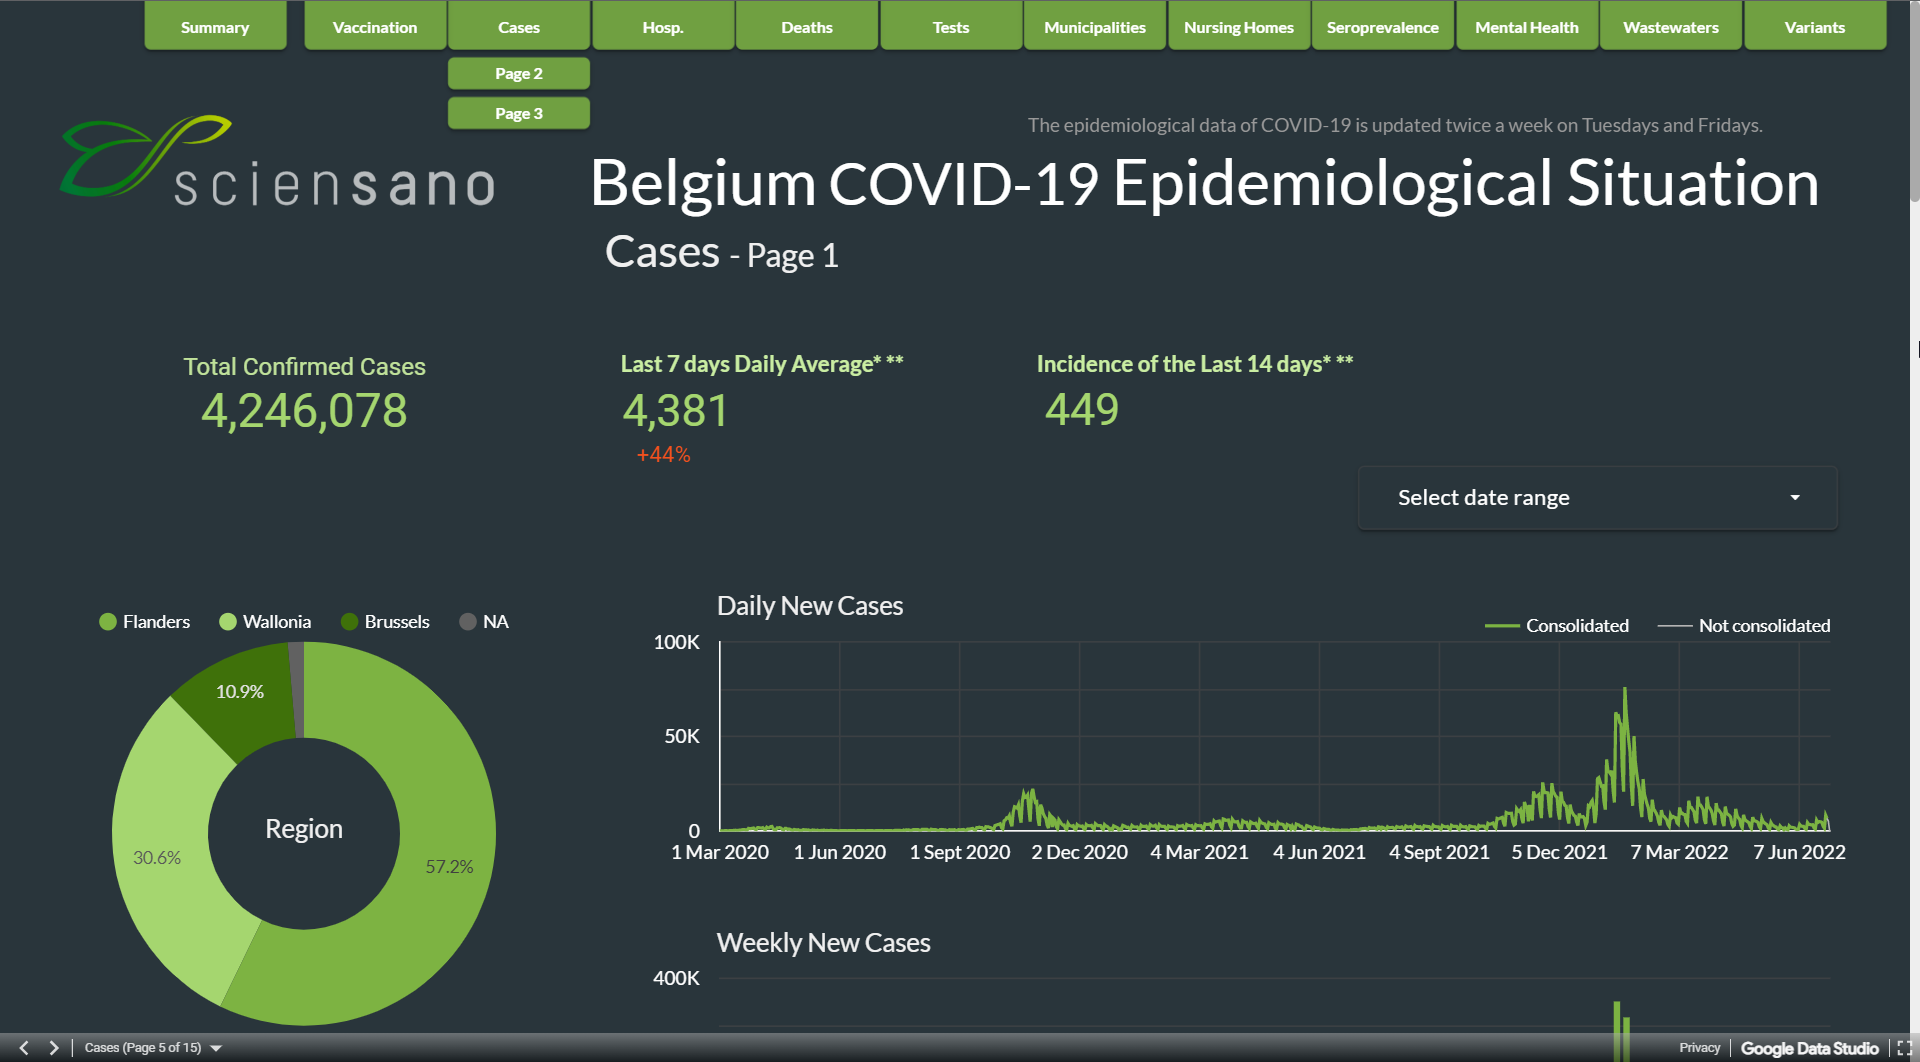 Summary
Vaccination
Cases
Hosp.
Deaths
Tests
Municipalities
Nursing Homes
Seroprevalence
Mental Health
Wastewaters
Variants
Page 2
Page 3
sciensano
The epidemiological data of COVID-19 is updated twice a week on Tuesdays and Fridays.
Belgium COVID-19 Epidemiological Situation
Cases - Page 1
Total Confirmed Cases
4,246,078
Last 7 days Daily Average* **
4,381
+44%
Incidence of the Last 14 days* **
449
Select date range
Flanders
Wallonia
Brussels
NA
10.9%
30.6%
57.2%
Region
Daily New Cases
Consolidated
Not consolidated
100K
50K
0
1 Mar 2020
1 Jun 2020
1 Sept 2020
2 Dec 2020
4 Mar 2021
4 Jun 2021
4 Sept 2021
5 Dec 2021
7 Mar 2022
7 Jun 2022
Weekly New Cases
400K
Cases (Page 5 of 15)
Privacy
Google Data Studio